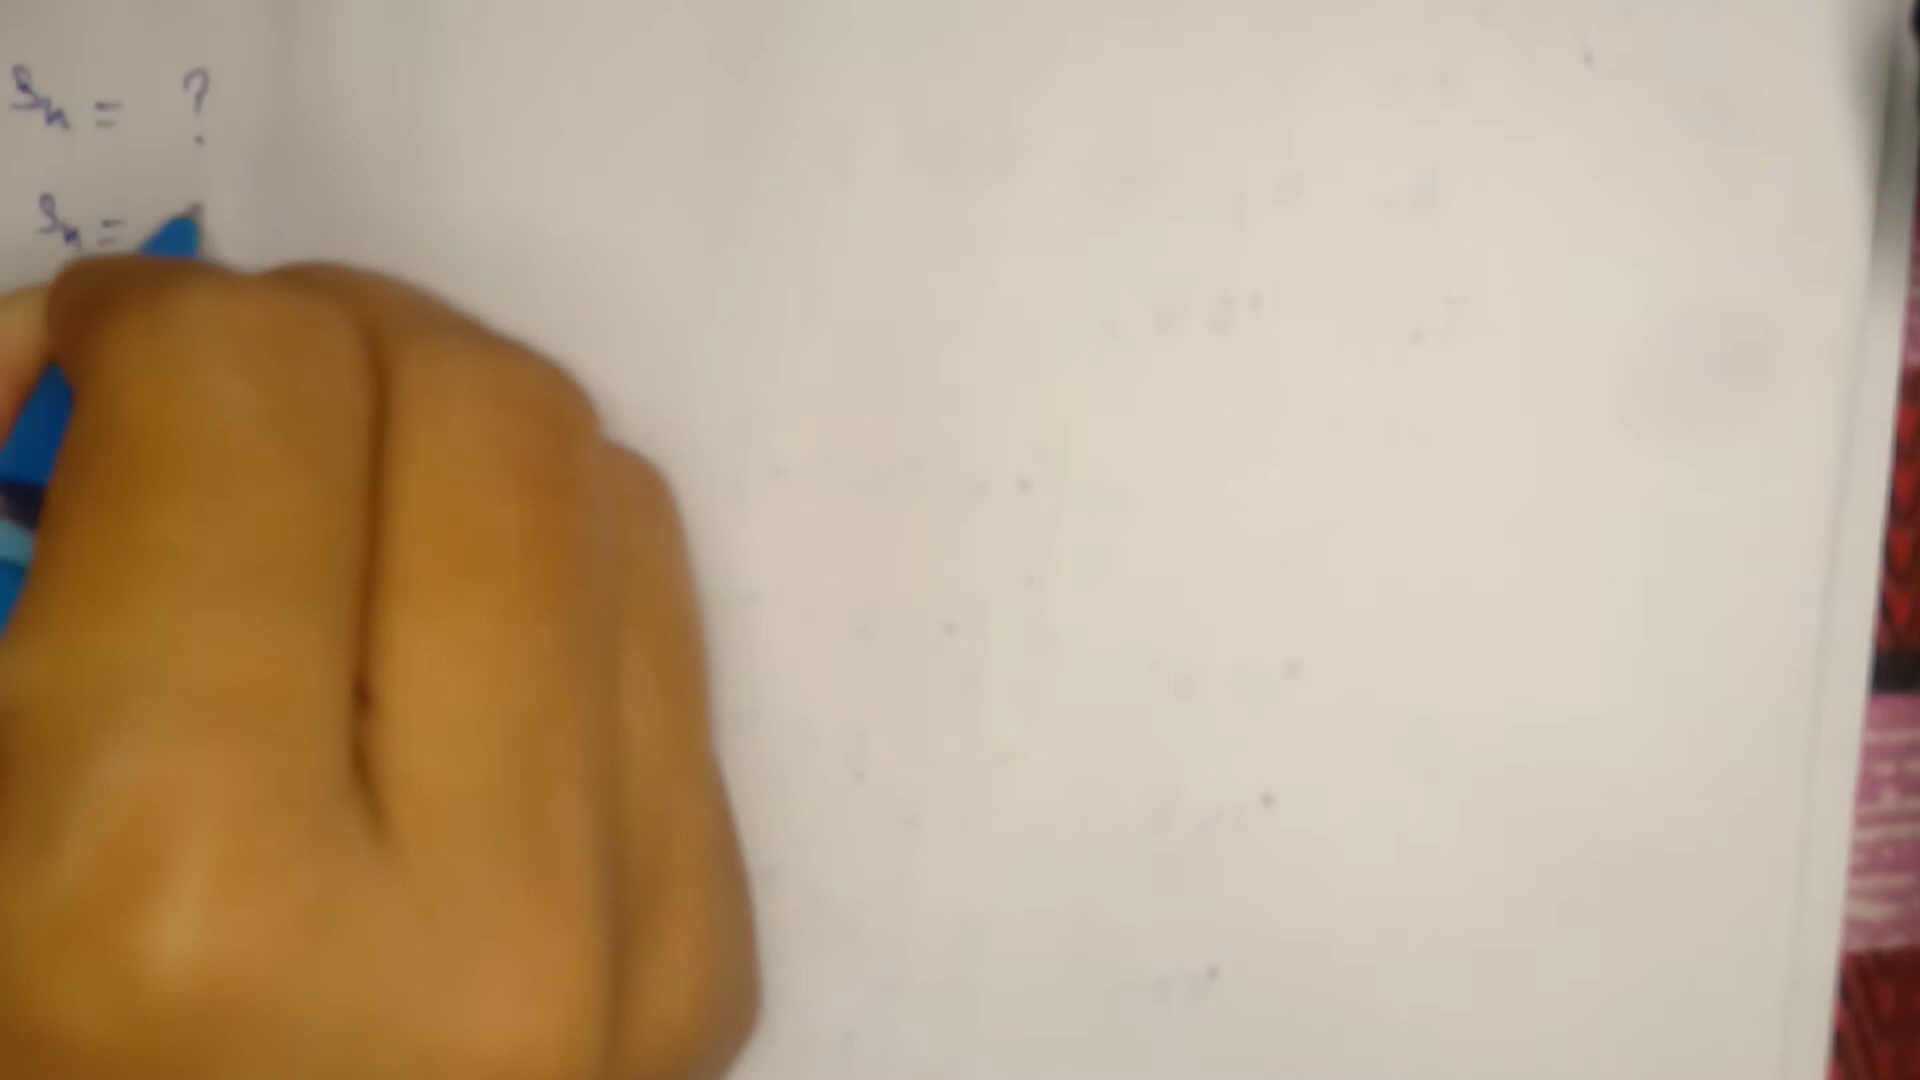 Sn = ?
Sn =